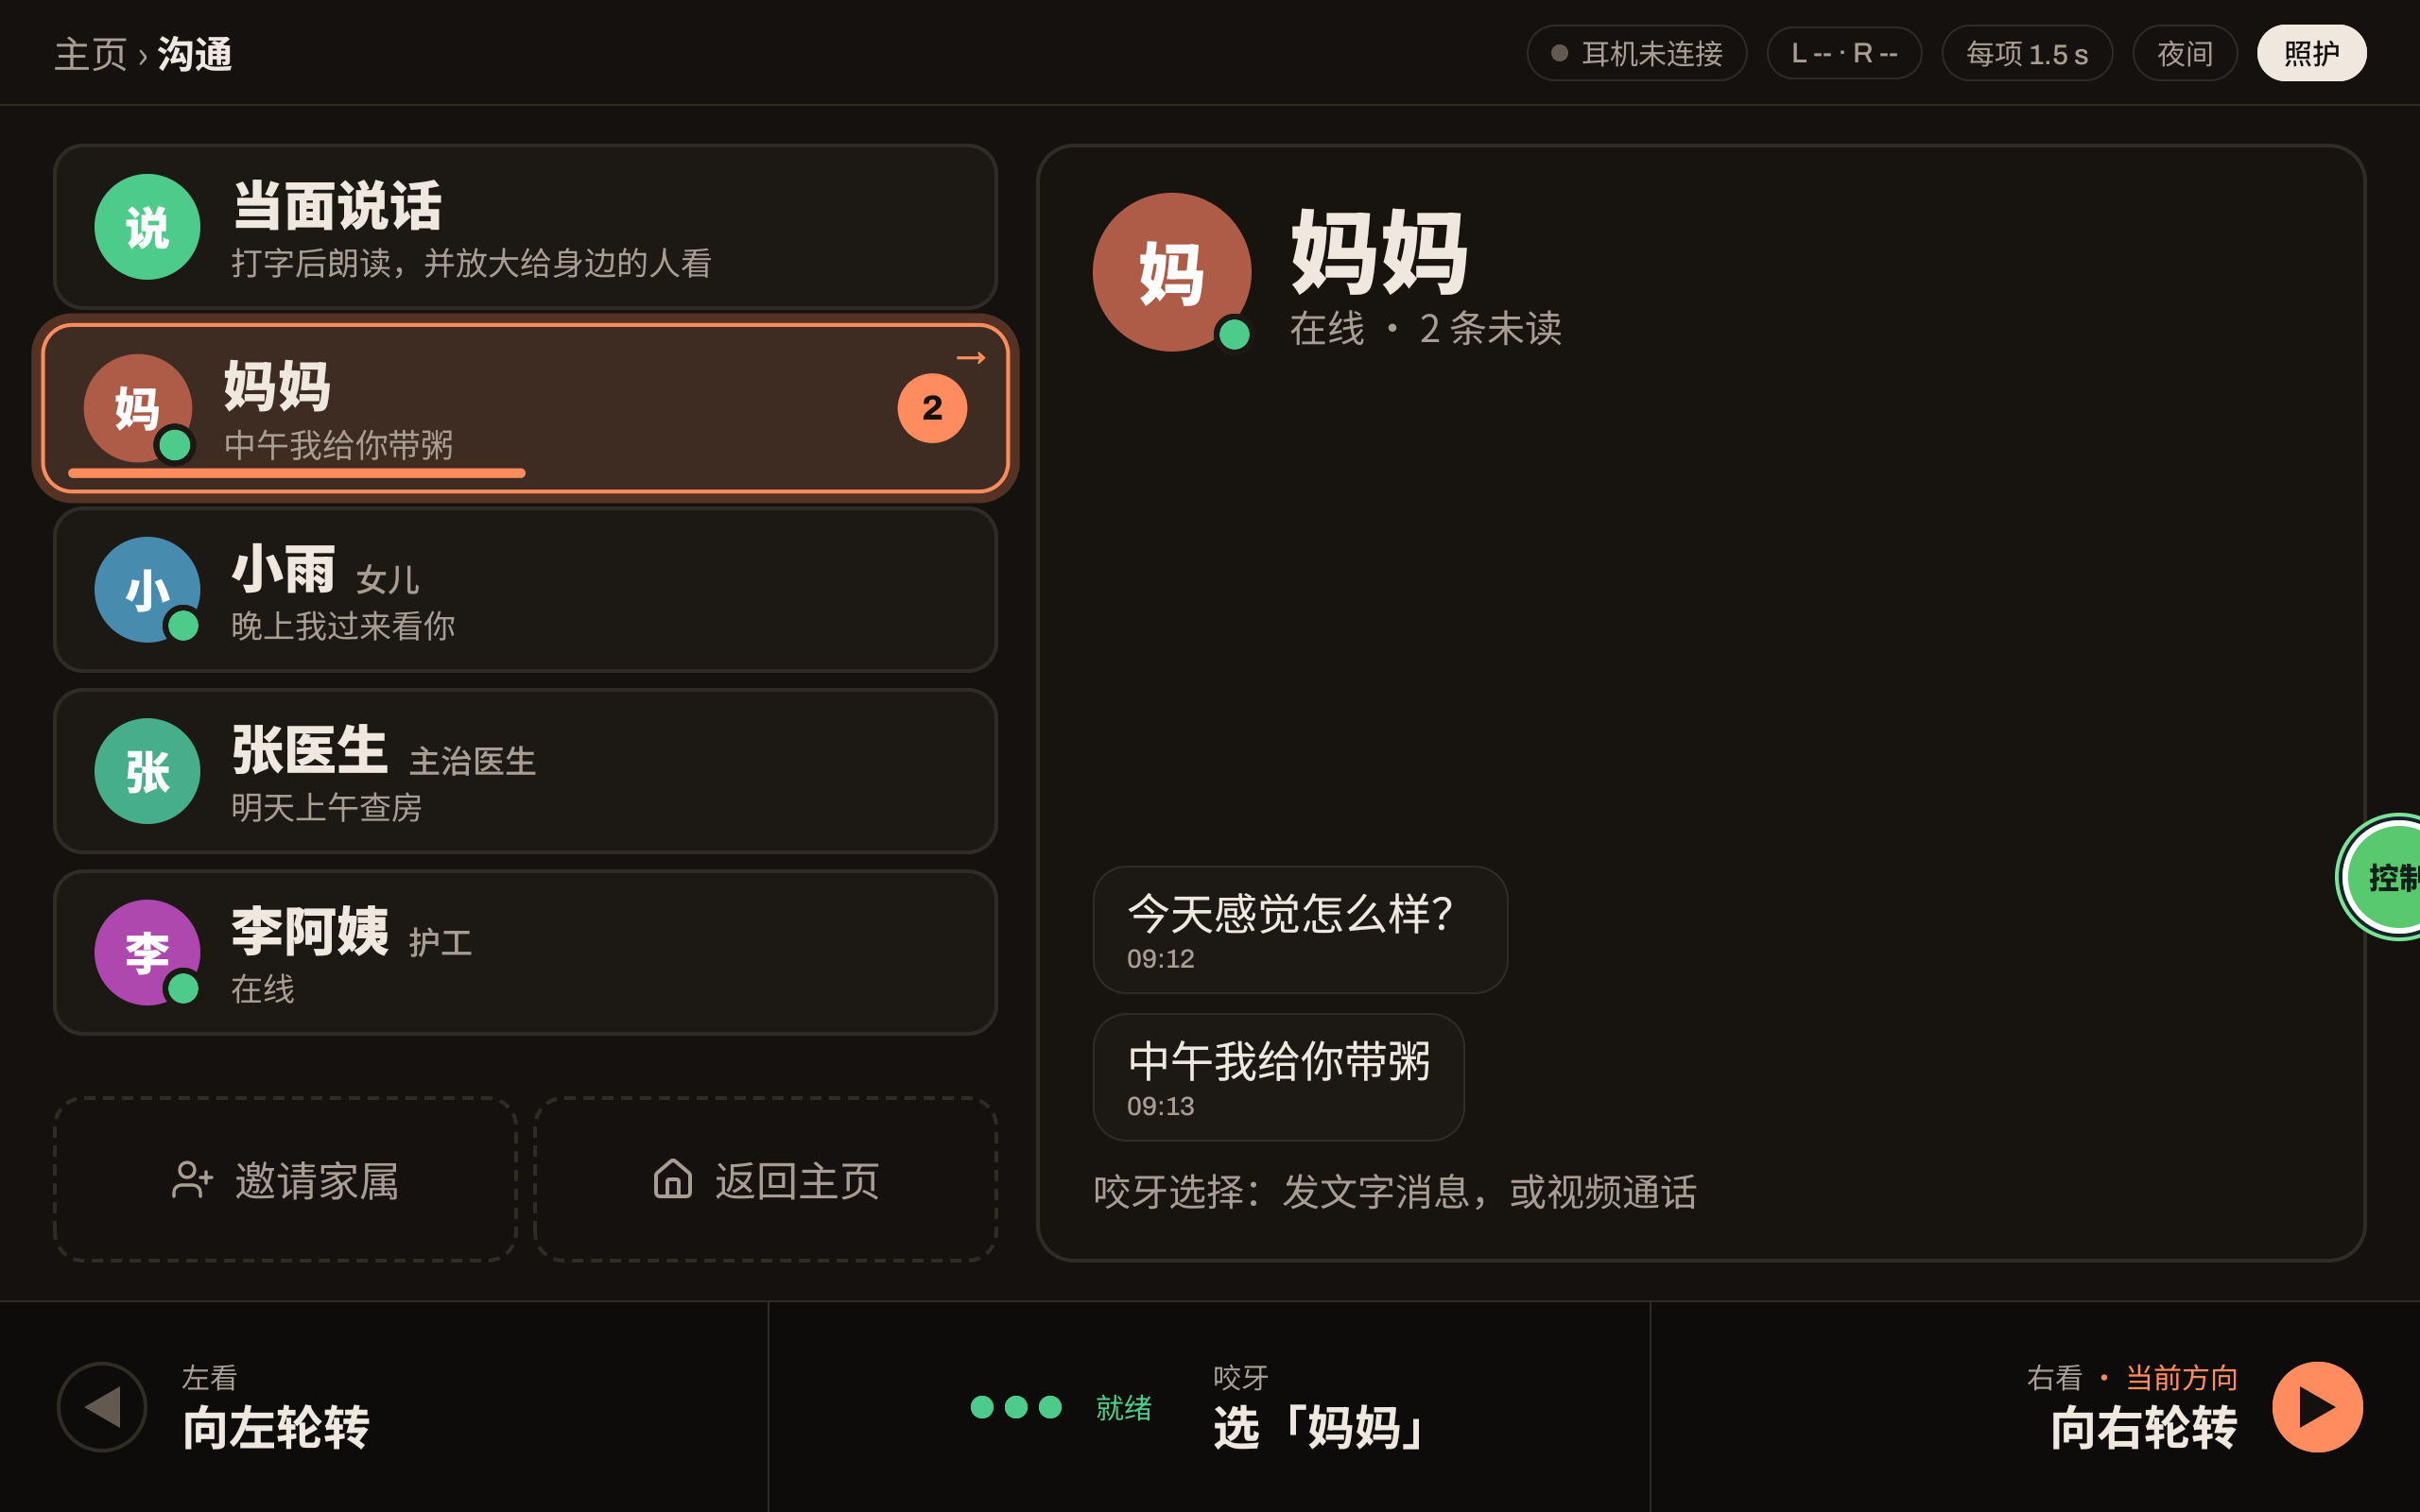 主页 › 沟通
耳机未连接
L -- · R --
每项 1.5 s
夜间
照护
说
当面说话
打字后朗读，并放大给身边的人看
妈
妈妈
中午我给你带粥
→
2
小
小雨 女儿
晚上我过来看你
张
张医生 主治医生
明天上午查房
李
李阿姨 护工
在线
邀请家属
返回主页
妈
妈妈
在线 · 2 条未读
今天感觉怎么样？
09:12
中午我给你带粥
09:13
咬牙选择：发文字消息，或视频通话
控制
左看
向左轮转
就绪
咬牙
选「妈妈」
右看 · 当前方向
向右轮转